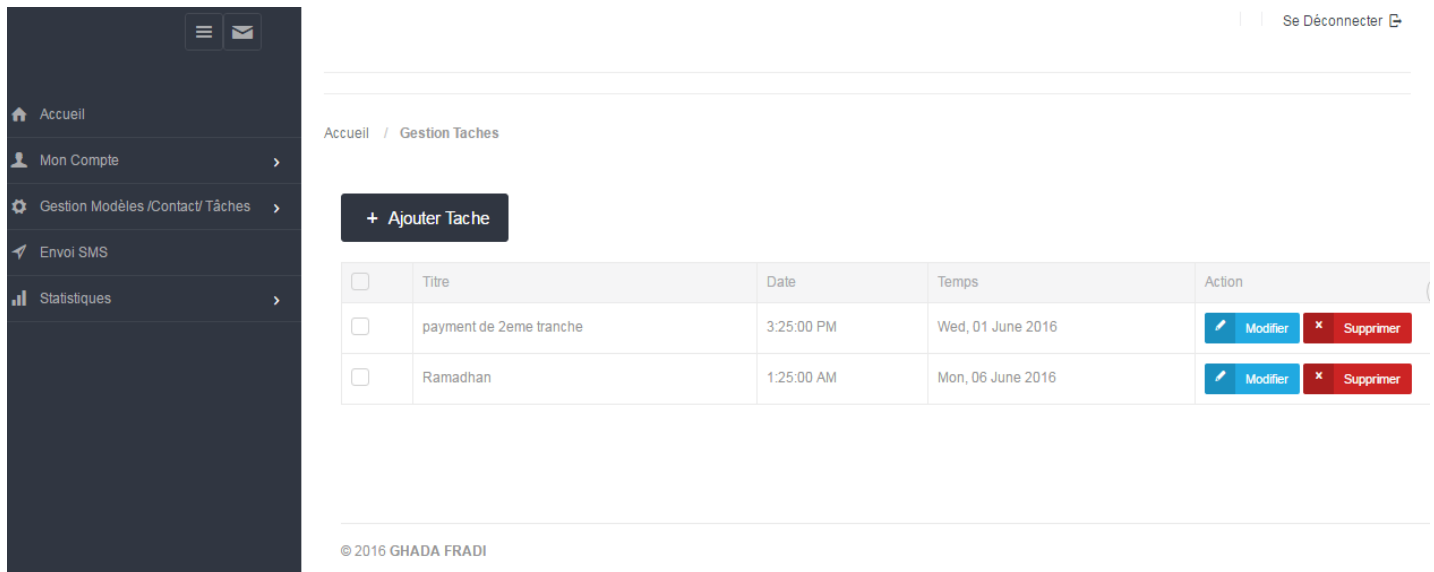 Se Déconnecter
Accueil
Mon Compte
Gestion Modèles /Contact/ Tâches
Envoi SMS
Statistiques
Accueil / Gestion Taches
+ Ajouter Tache
Titre Date Temps Action
payment de 2eme tranche 3:25:00 PM Wed, 01 June 2016 Modifier × Supprimer
Ramadhan 1:25:00 AM Mon, 06 June 2016 Modifier × Supprimer
© 2016 GHADA FRADI